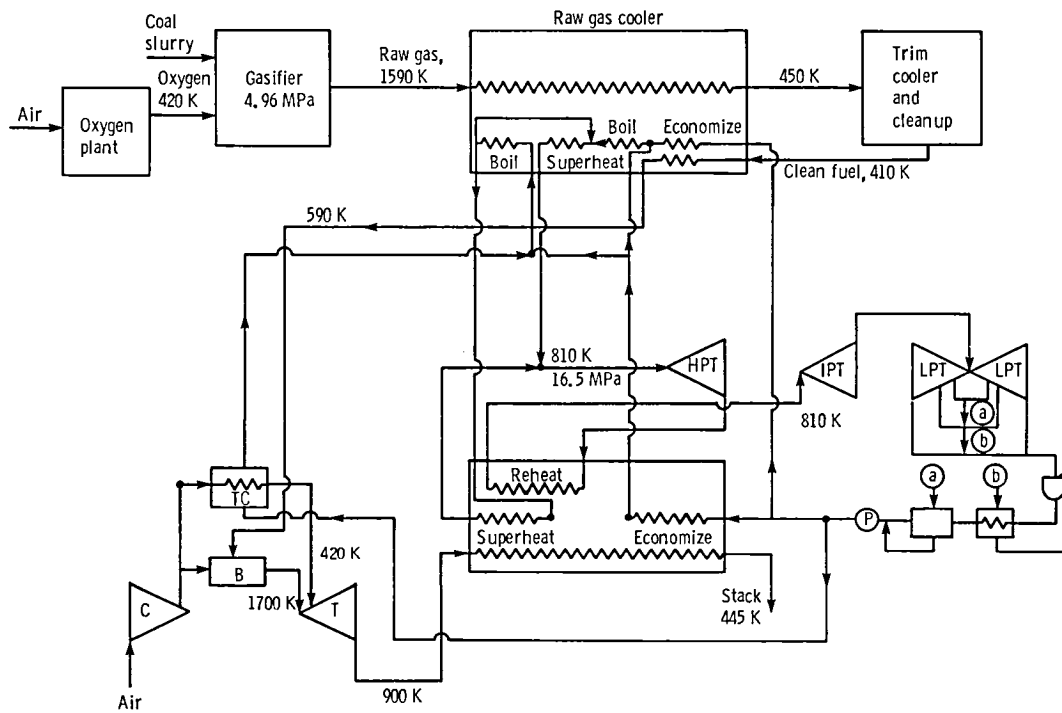 Raw gas cooler
Coal
slurry
Oxygen
420 K
Air
Oxygen
plant
Gasifier
4.96 MPa
Raw gas,
1590 K
450 K
Trim
cooler
and
cleanup
Boil
Superheat
Boil
Economize
Clean fuel, 410 K
590 K
810 K
16.5 MPa
HPT
IPT
810 K
LPT
LPT
a
b
Reheat
Superheat
Economize
P
a
b
TC
420 K
B
1700 K
C
T
Stack
445 K
900 K
Air